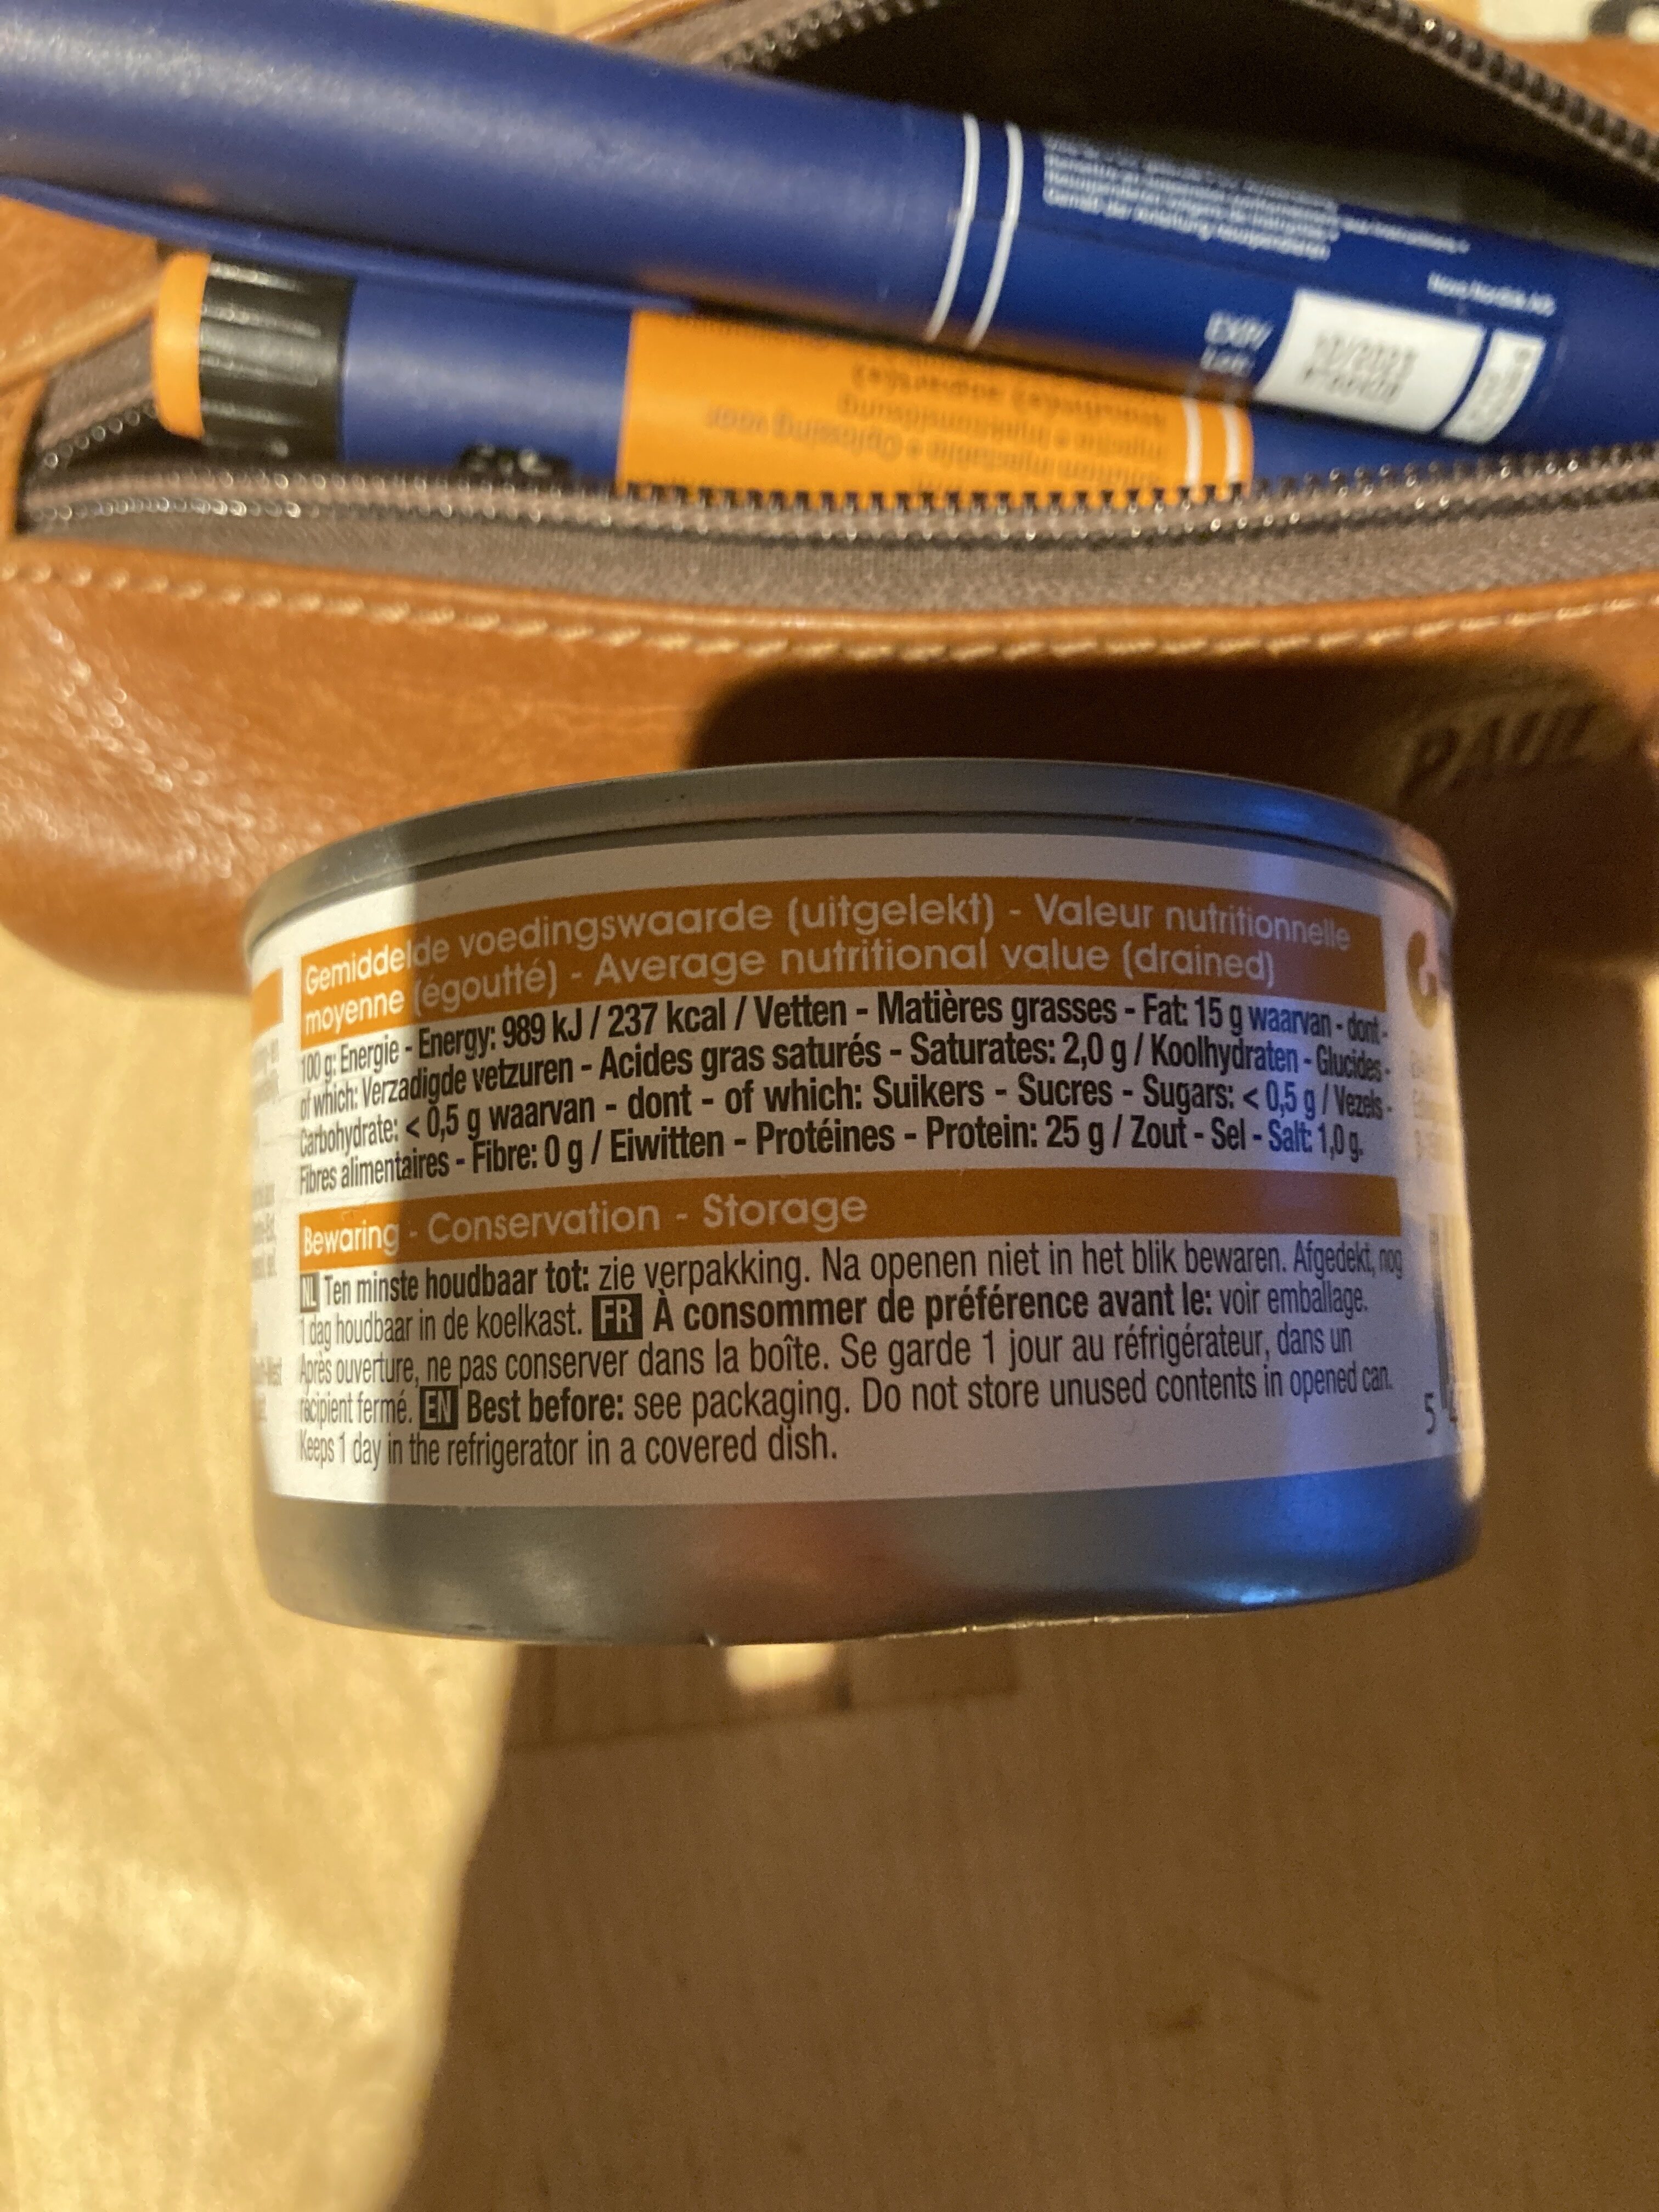 Novo Nordisk A/S
EXP/
Lot:
PAUL
Gemiddelde voedingswaarde (uitgelekt) - Valeur nutritionnelle
moyenne (égoutté) - Average nutritional value (drained)
100 g: Energie - Energy: 989 kJ / 237 kcal / Vetten - Matières grasses - Fat: 15 g waarvan - dont -
of which: Verzadigde vetzuren - Acides gras saturés - Saturates: 2,0 g / Koolhydraten - Glucides -
Carbohydrate: < 0,5 g waarvan - dont - of which: Suikers - Sucres - Sugars: < 0,5 g / Vezels -
Fibres alimentaires - Fibre: 0 g / Eiwitten - Protéines - Protein: 25 g / Zout - Sel - Salt: 1,0 g.
Bewaring - Conservation - Storage
NL Ten minste houdbaar tot: zie verpakking. Na openen niet in het blik bewaren. Afgedekt, nog
1 dag houdbaar in de koelkast. FR À consommer de préférence avant le: voir emballage.
Après ouverture, ne pas conserver dans la boîte. Se garde 1 jour au réfrigérateur, dans un
récipient fermé. EN Best before: see packaging. Do not store unused contents in opened can.
Keeps 1 day in the refrigerator in a covered dish.
5